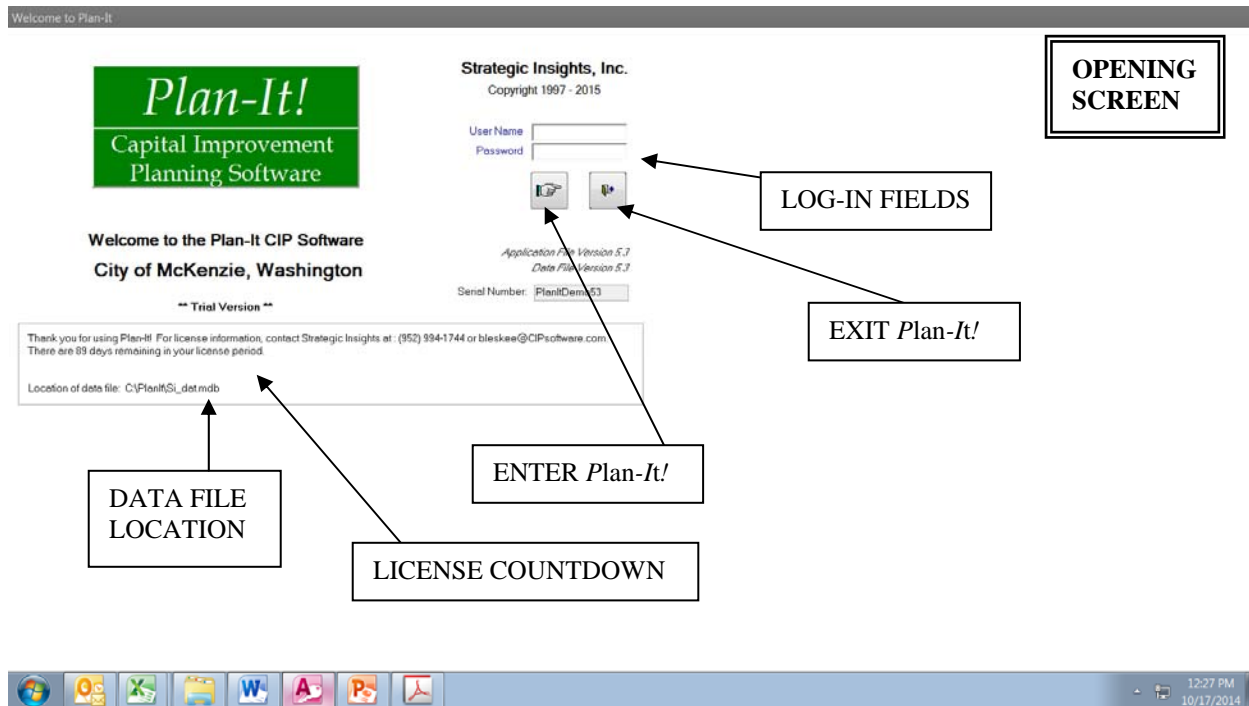 Welcome to Plan-It
Plan-It!
Capital Improvement
Planning Software
Strategic Insights, Inc.
Copyright 1997 - 2015
OPENING
SCREEN
User Name
Password
LOG-IN FIELDS
Welcome to the Plan-It CIP Software
City of McKenzie, Washington
** Trial Version **
Application File Version 5.3
Data File Version 5.3
Serial Number: PlanItDemo53
EXIT Plan-It!
Thank you for using Plan-It! For license information, contact Strategic Insights at : (952) 994-1744 or bleskee@CIPsoftware.com
There are 89 days remaining in your license period.
Location of data file: C:\PlanIt\Si_dat.mdb
ENTER Plan-It!
DATA FILE
LOCATION
LICENSE COUNTDOWN
12:27 PM
10/17/2014